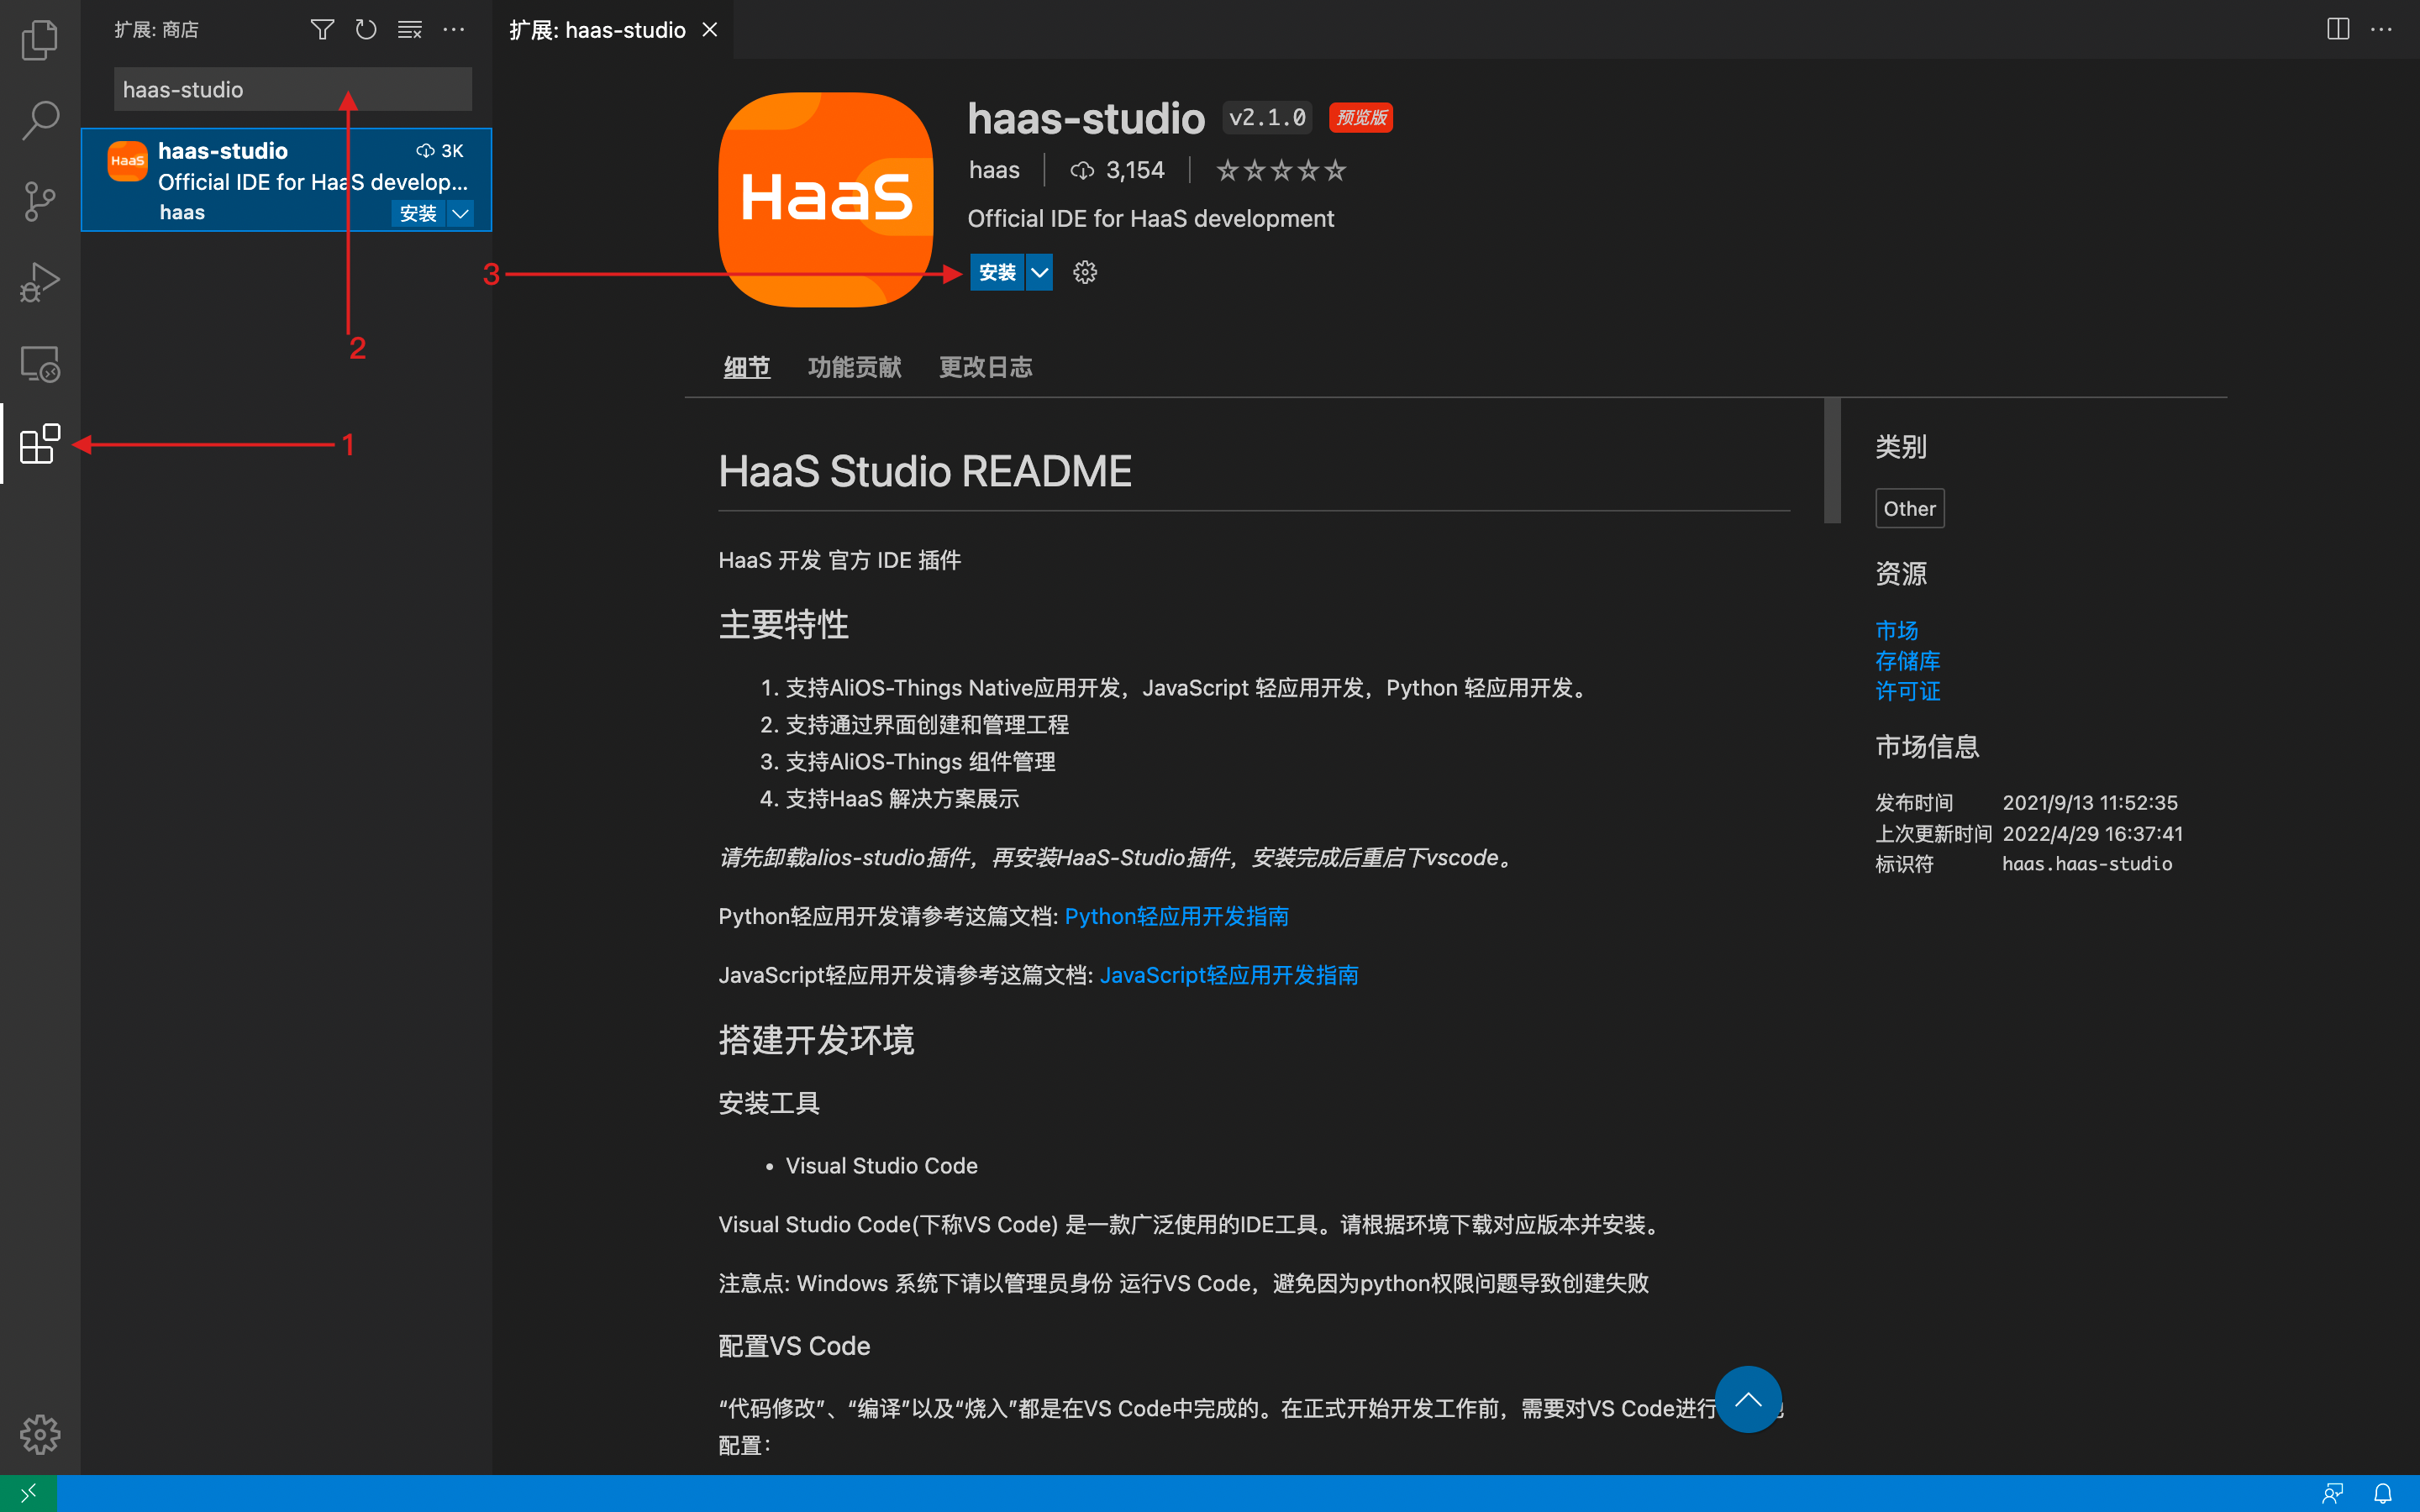 扩展: 商店
haas-studio
HaaS
haas-studio
3K
Official IDE for HaaS develop...
haas
安装
1
2
3
扩展: haas-studio
HaaS
haas-studio
v2.1.0
预览版
haas
3,154
Official IDE for HaaS development
安装
细节
功能贡献
更改日志
HaaS Studio README
HaaS 开发 官方 IDE 插件
主要特性
1. 支持AliOS-Things Native应用开发，JavaScript 轻应用开发，Python 轻应用开发。
2. 支持通过界面创建和管理工程
3. 支持AliOS-Things 组件管理
4. 支持HaaS 解决方案展示
请先卸载alios-studio插件，再安装HaaS-Studio插件，安装完成后重启下vscode。
Python轻应用开发请参考这篇文档: Python轻应用开发指南
JavaScript轻应用开发请参考这篇文档: JavaScript轻应用开发指南
搭建开发环境
安装工具
• Visual Studio Code
Visual Studio Code(下称VS Code) 是一款广泛使用的IDE工具。请根据环境下载对应版本并安装。
注意点: Windows 系统下请以管理员身份 运行VS Code，避免因为python权限问题导致创建失败
配置VS Code
“代码修改”、“编译”以及“烧入”都是在VS Code中完成的。在正式开始开发工作前，需要对VS Code进行
配置：
类别
Other
资源
市场
存储库
许可证
市场信息
发布时间 2021/9/13 11:52:35
上次更新时间 2022/4/29 16:37:41
标识符 haas.haas-studio